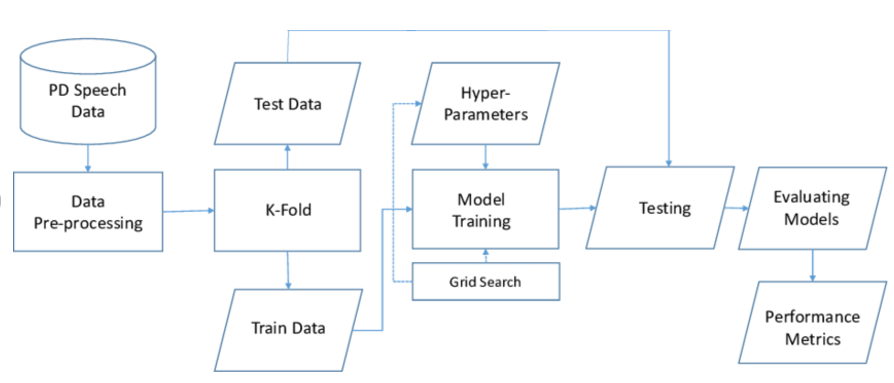 PD Speech
Data
Data
Pre-processing
Test Data
K-Fold
Train Data
Hyper-
Parameters
Model
Training
Grid Search
Testing
Evaluating
Models
Performance
Metrics